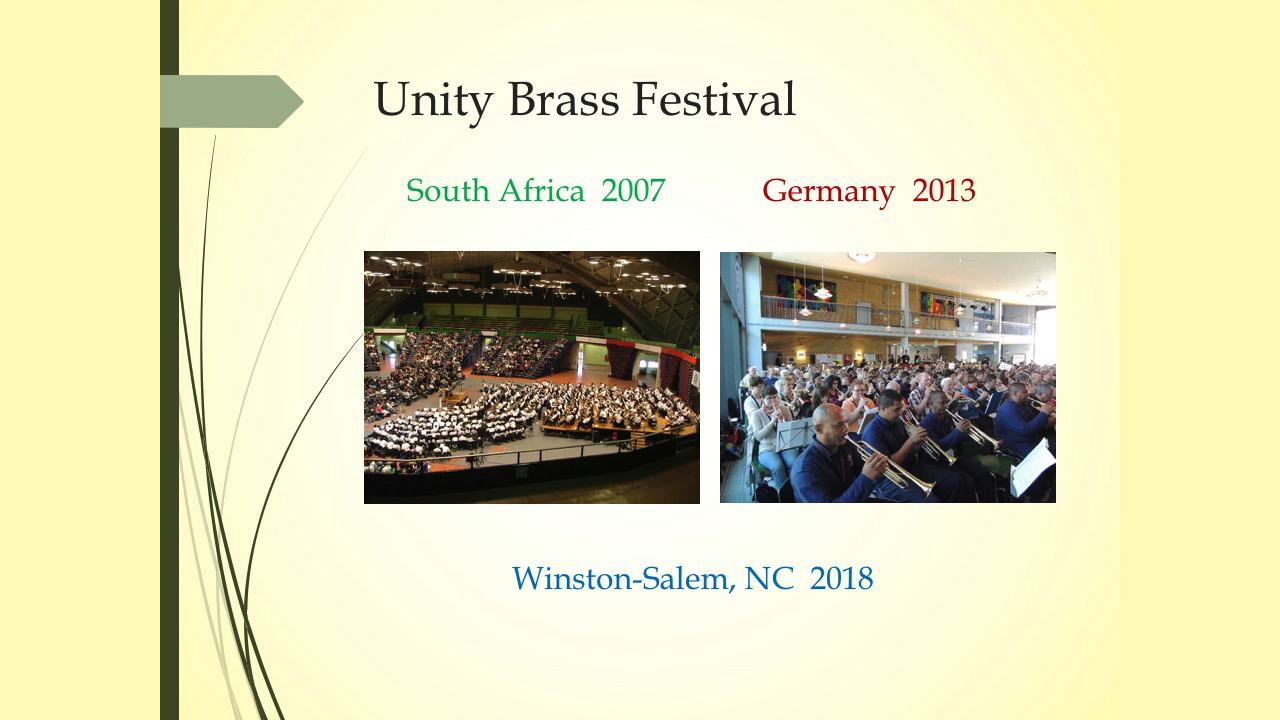 Unity Brass Festival
South Africa  2007
Germany  2013
Winston-Salem, NC  2018